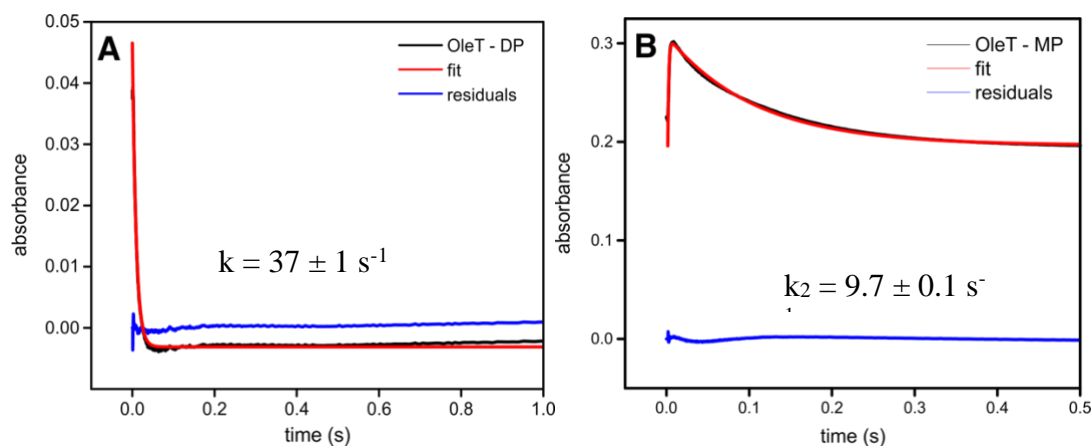 A
OleT - DP
fit
residuals
k = 37 ± 1 s-1
absorbance
0.05
0.04
0.03
0.02
0.01
0.00
0.0 0.2 0.4 0.6 0.8 1.0
time (s)
B
OleT - MP
fit
residuals
k2 = 9.7 ± 0.1 s-
absorbance
0.3
0.2
0.1
0.0
0.0 0.1 0.2 0.3 0.4 0.5
time (s)